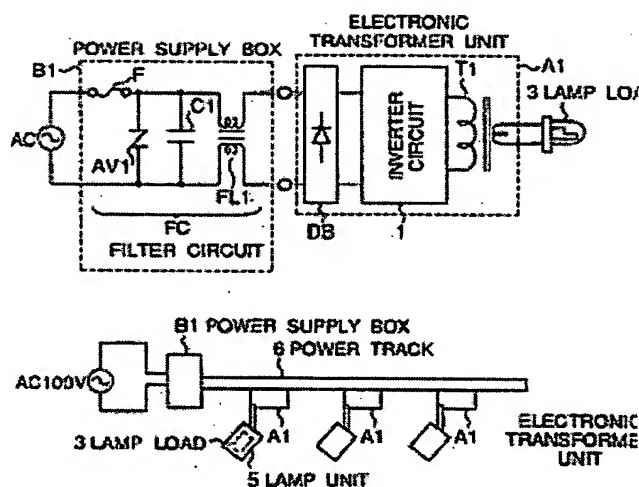 ELECTRONIC
TRANSFORMER UNIT
POWER SUPPLY BOX
B1
F
T1
A1
3 LAMP LOA
C1
AC
AV1
FL1
INVERTER
CIRCUIT
FC
FILTER CIRCUIT
DB
1
B1 POWER SUPPLY BOX
6 POWER TRACK
AC100V
3 LAMP LOAD
A1
A1
A1
5 LAMP UNIT
ELECTRONIC
TRANSFORME
UNIT